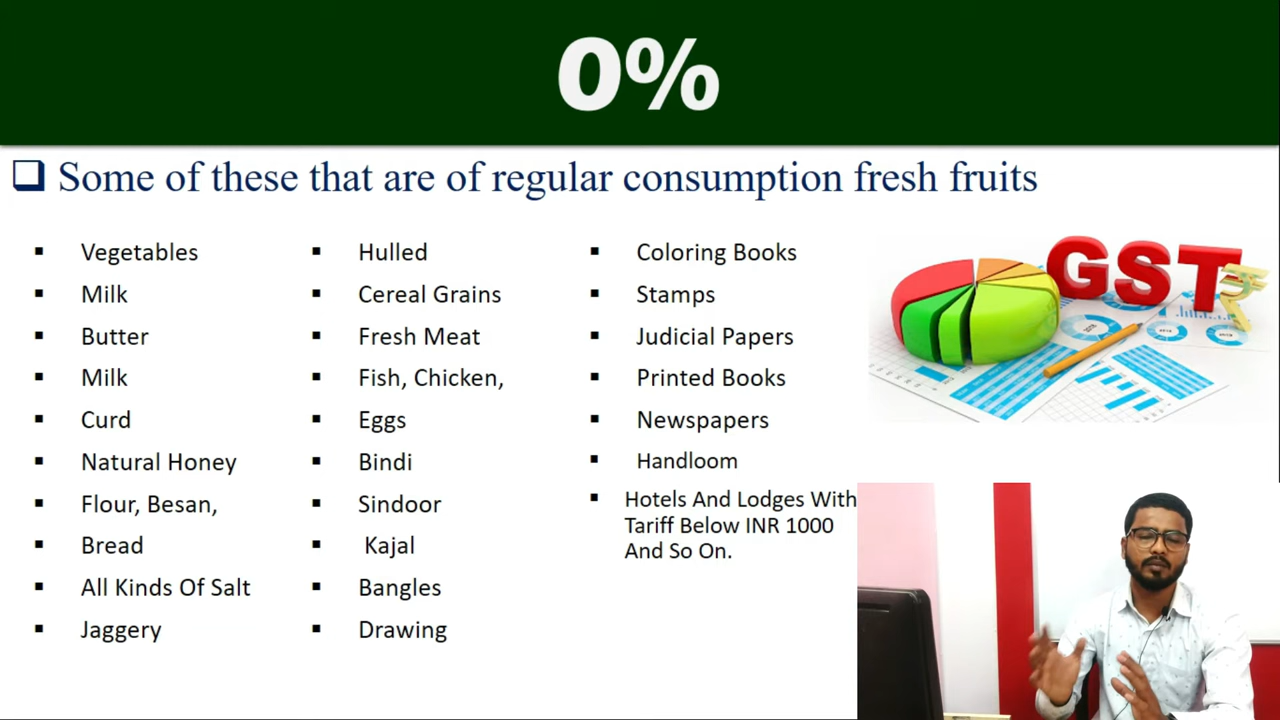 0%
❑ Some of these that are of regular consumption fresh fruits
▪ Vegetables
▪ Milk
▪ Butter
▪ Milk
▪ Curd
▪ Natural Honey
▪ Flour, Besan,
▪ Bread
▪ All Kinds Of Salt
▪ Jaggery
▪ Hulled
▪ Cereal Grains
▪ Fresh Meat
▪ Fish, Chicken,
▪ Eggs
▪ Bindi
▪ Sindoor
▪ Kajal
▪ Bangles
▪ Drawing
▪ Coloring Books
▪ Stamps
▪ Judicial Papers
▪ Printed Books
▪ Newspapers
▪ Handloom
▪ Hotels And Lodges With
Tariff Below INR 1000
And So On.
GST₹